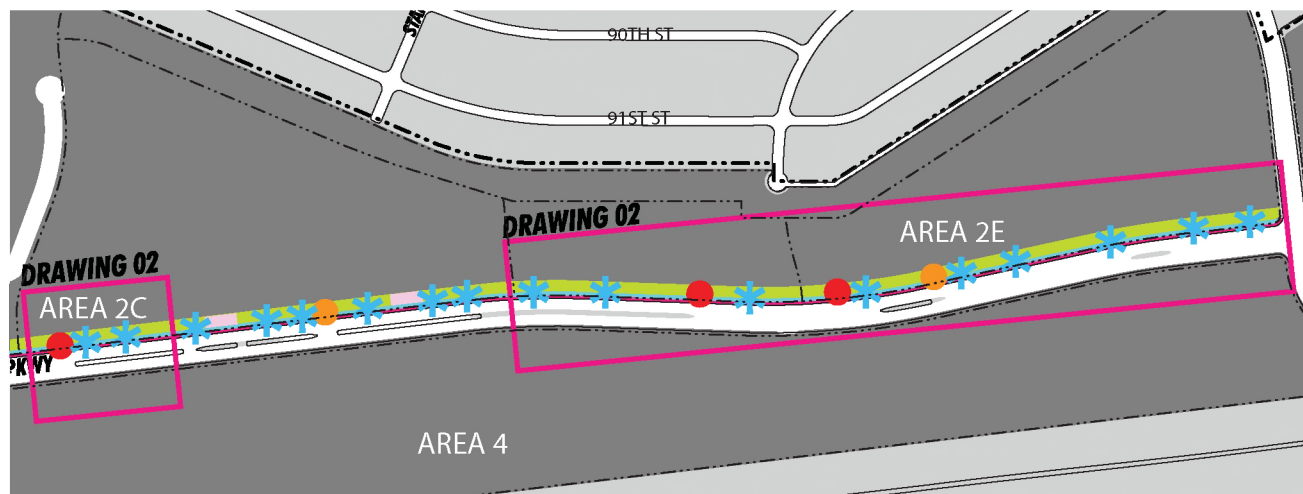 90TH ST
91ST ST
DRAWING 02
AREA 2E
DRAWING 02
AREA 2C
PKWY
AREA 4